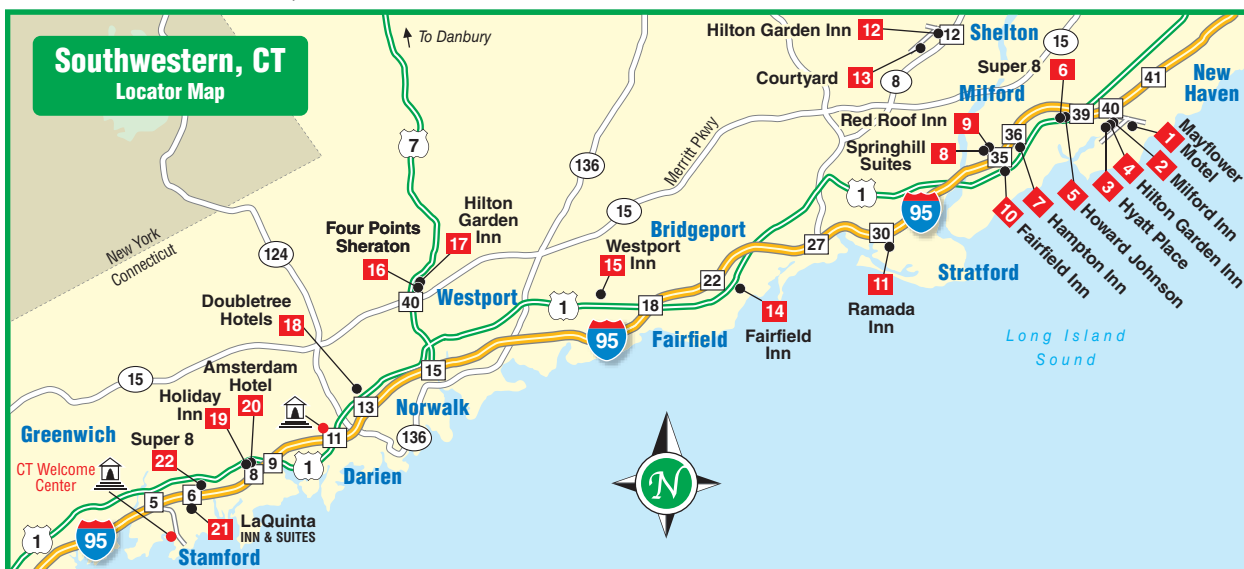 Southwestern, CT
Locator Map
To Danbury
Hilton Garden Inn 12
12
Shelton
15
Courtyard 13
8
Super 8
6
41
New
Haven
Milford
39
40
Red Roof Inn
9
36
Springhill
Suites
8
35
1
Mayflower
Motel
2
Milford Inn
4
Hilton Garden Inn
3
Hyatt Place
5
Howard Johnson
7
Hampton Inn
10
Fairfield Inn
7
136
Merritt Pkwy
1
95
15
New York
Connecticut
124
Four Points
Sheraton
16
Hilton
Garden
Inn
17
Bridgeport
Westport
Inn
15
27
30
Stratford
11
Ramada
Inn
22
40
Westport
1
18
14
Fairfield
Inn
95
Fairfield
Long Island
Sound
Doubletree
Hotels
18
15
15
13
Norwalk
136
Amsterdam
Hotel
20
Holiday
Inn
19
11
Greenwich
Super 8
22
8
9
1
Darien
CT Welcome
Center
5
6
21
LaQuinta
INN & SUITES
1
95
Stamford
N